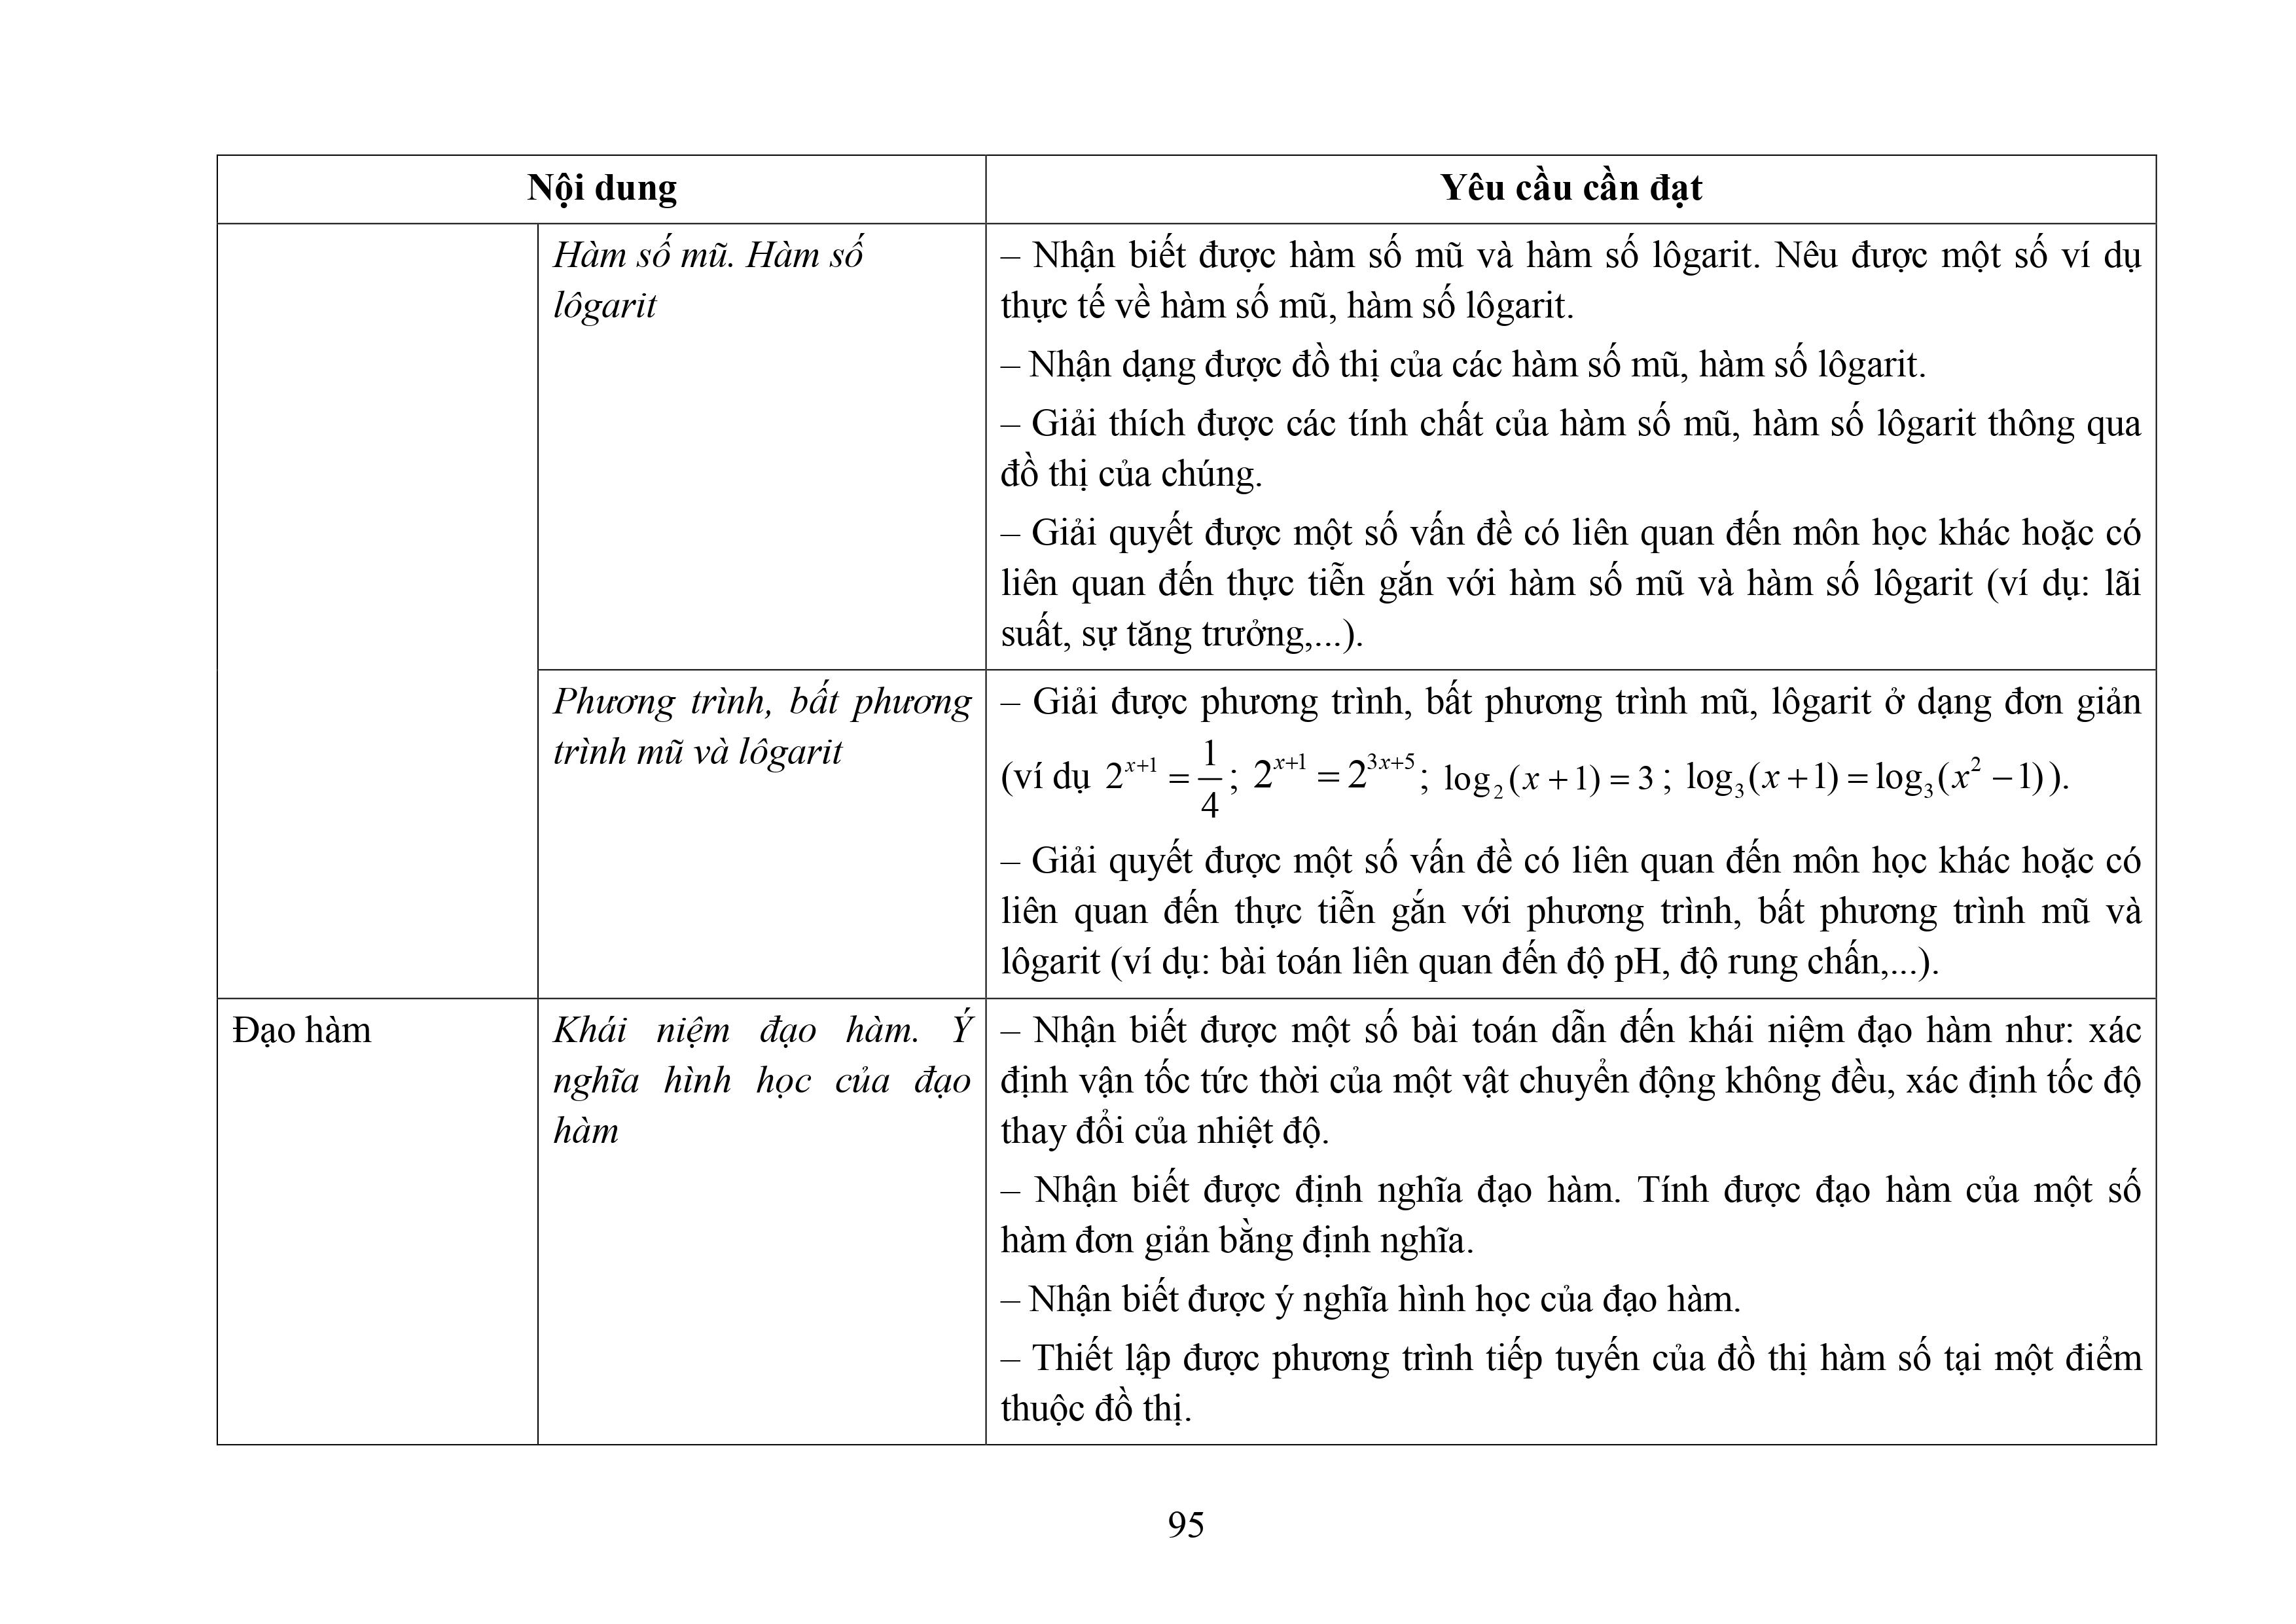 Nội dung
Yêu cầu cần đạt
Hàm số mũ. Hàm số
lôgarit
– Nhận biết được hàm số mũ và hàm số lôgarit. Nêu được một số ví dụ
thực tế về hàm số mũ, hàm số lôgarit.
– Nhận dạng được đồ thị của các hàm số mũ, hàm số lôgarit.
– Giải thích được các tính chất của hàm số mũ, hàm số lôgarit thông qua
đồ thị của chúng.
– Giải quyết được một số vấn đề có liên quan đến môn học khác hoặc có
liên quan đến thực tiễn gắn với hàm số mũ và hàm số lôgarit (ví dụ: lãi
suất, sự tăng trưởng,...).
Phương trình, bất phương
trình mũ và lôgarit
– Giải được phương trình, bất phương trình mũ, lôgarit ở dạng đơn giản
(ví dụ $2^{x+1} = \frac{1}{4}$; $2^{x+1} = 2^{3x+5}$; $\log_2(x+1) = 3$; $\log_3(x+1) = \log_3(x^2-1)$).
– Giải quyết được một số vấn đề có liên quan đến môn học khác hoặc có
liên quan đến thực tiễn gắn với phương trình, bất phương trình mũ và
lôgarit (ví dụ: bài toán liên quan đến độ pH, độ rung chấn,...).
Đạo hàm
Khái niệm đạo hàm. Ý
nghĩa hình học của đạo
hàm
– Nhận biết được một số bài toán dẫn đến khái niệm đạo hàm như: xác
định vận tốc tức thời của một vật chuyển động không đều, xác định tốc độ
thay đổi của nhiệt độ.
– Nhận biết được định nghĩa đạo hàm. Tính được đạo hàm của một số
hàm đơn giản bằng định nghĩa.
– Nhận biết được ý nghĩa hình học của đạo hàm.
– Thiết lập được phương trình tiếp tuyến của đồ thị hàm số tại một điểm
thuộc đồ thị.
95